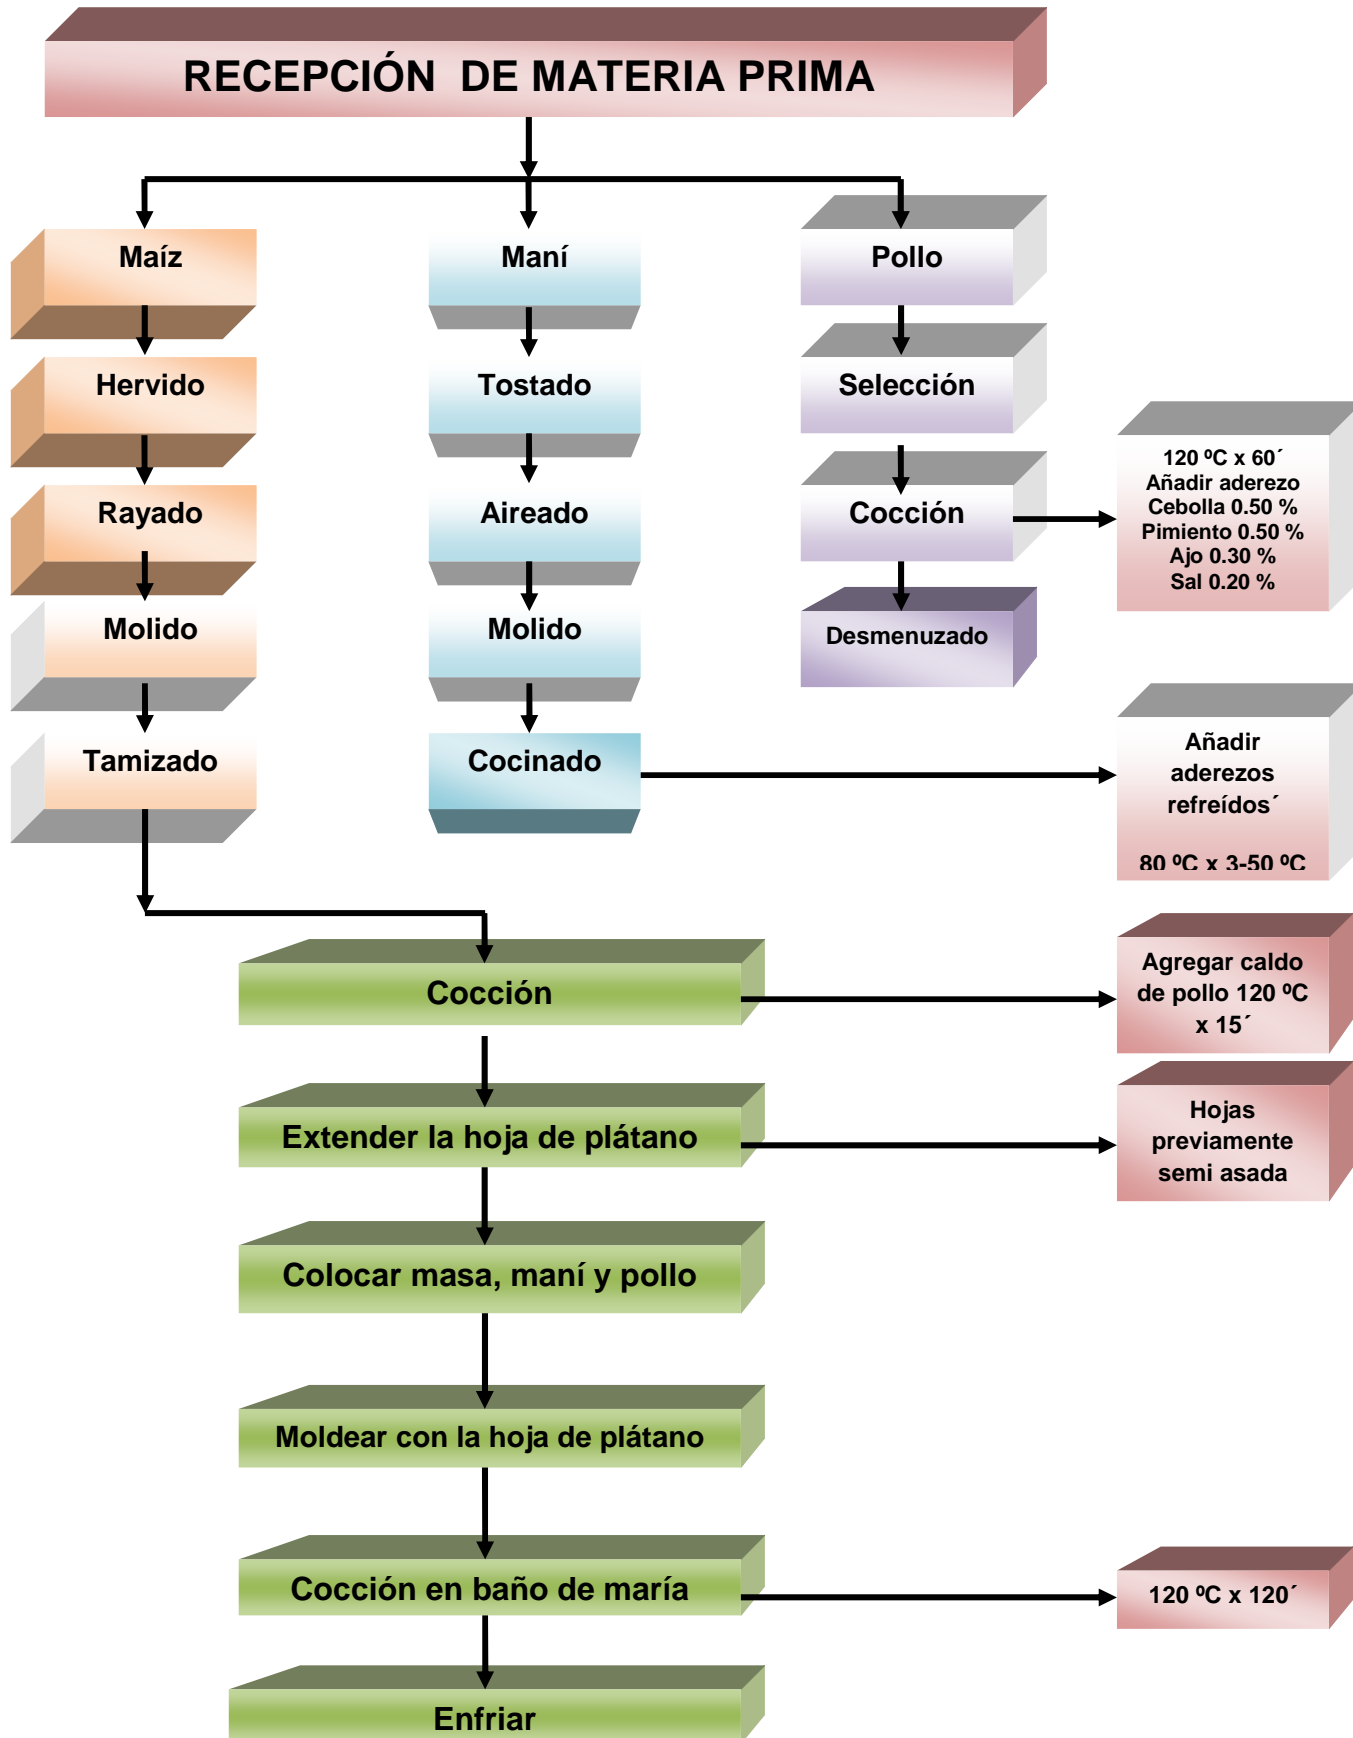 RECEPCIÓN DE MATERIA PRIMA
Maíz
Maní
Pollo
Hervido
Tostado
Selección
Rayado
Aireado
Cocción
120 ºC x 60´
Añadir aderezo
Cebolla 0.50 %
Pimiento 0.50 %
Ajo 0.30 %
Sal 0.20 %
Molido
Molido
Desmenuzado
Tamizado
Cocinado
Añadir
aderezos
refreídos´
80 ºC x 3-50 ºC
Cocción
Agregar caldo
de pollo 120 ºC
x 15´
Extender la hoja de plátano
Hojas
previamente
semi asada
Colocar masa, maní y pollo
Moldear con la hoja de plátano
Cocción en baño de maría
120 ºC x 120´
Enfriar